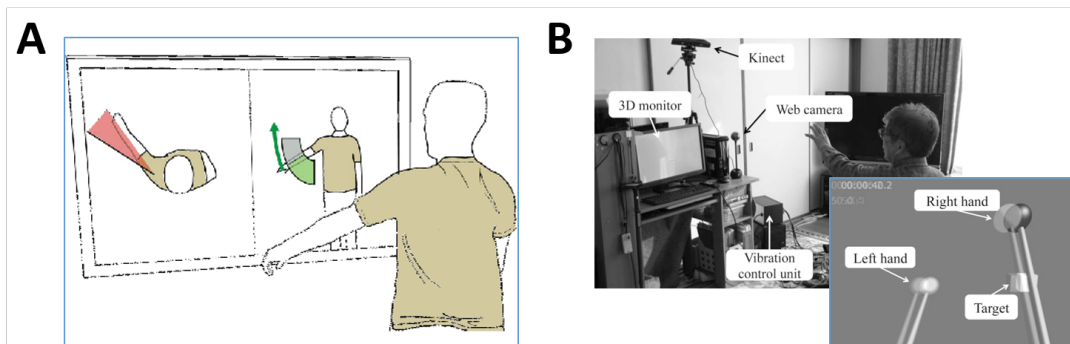 A
B
Kinect
3D monitor
Web camera
Vibration
control unit
Right hand
Left hand
Target